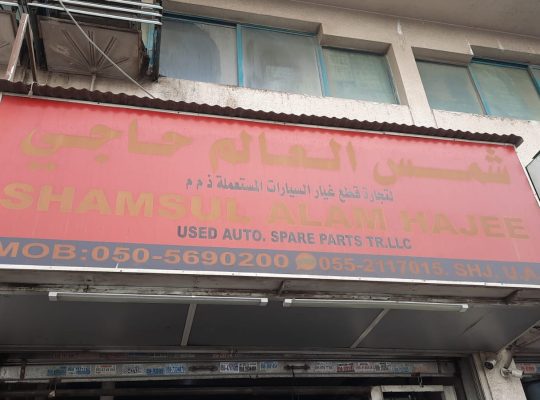 شمس العالم حاجي
لتجارة قطع غيار السيارات المستعملة ذ م م
SHAMSUL ALAM HAJEE
USED AUTO. SPARE PARTS TR.LLC
MOB:050-5690200 055-2117015. SHJ. U.A